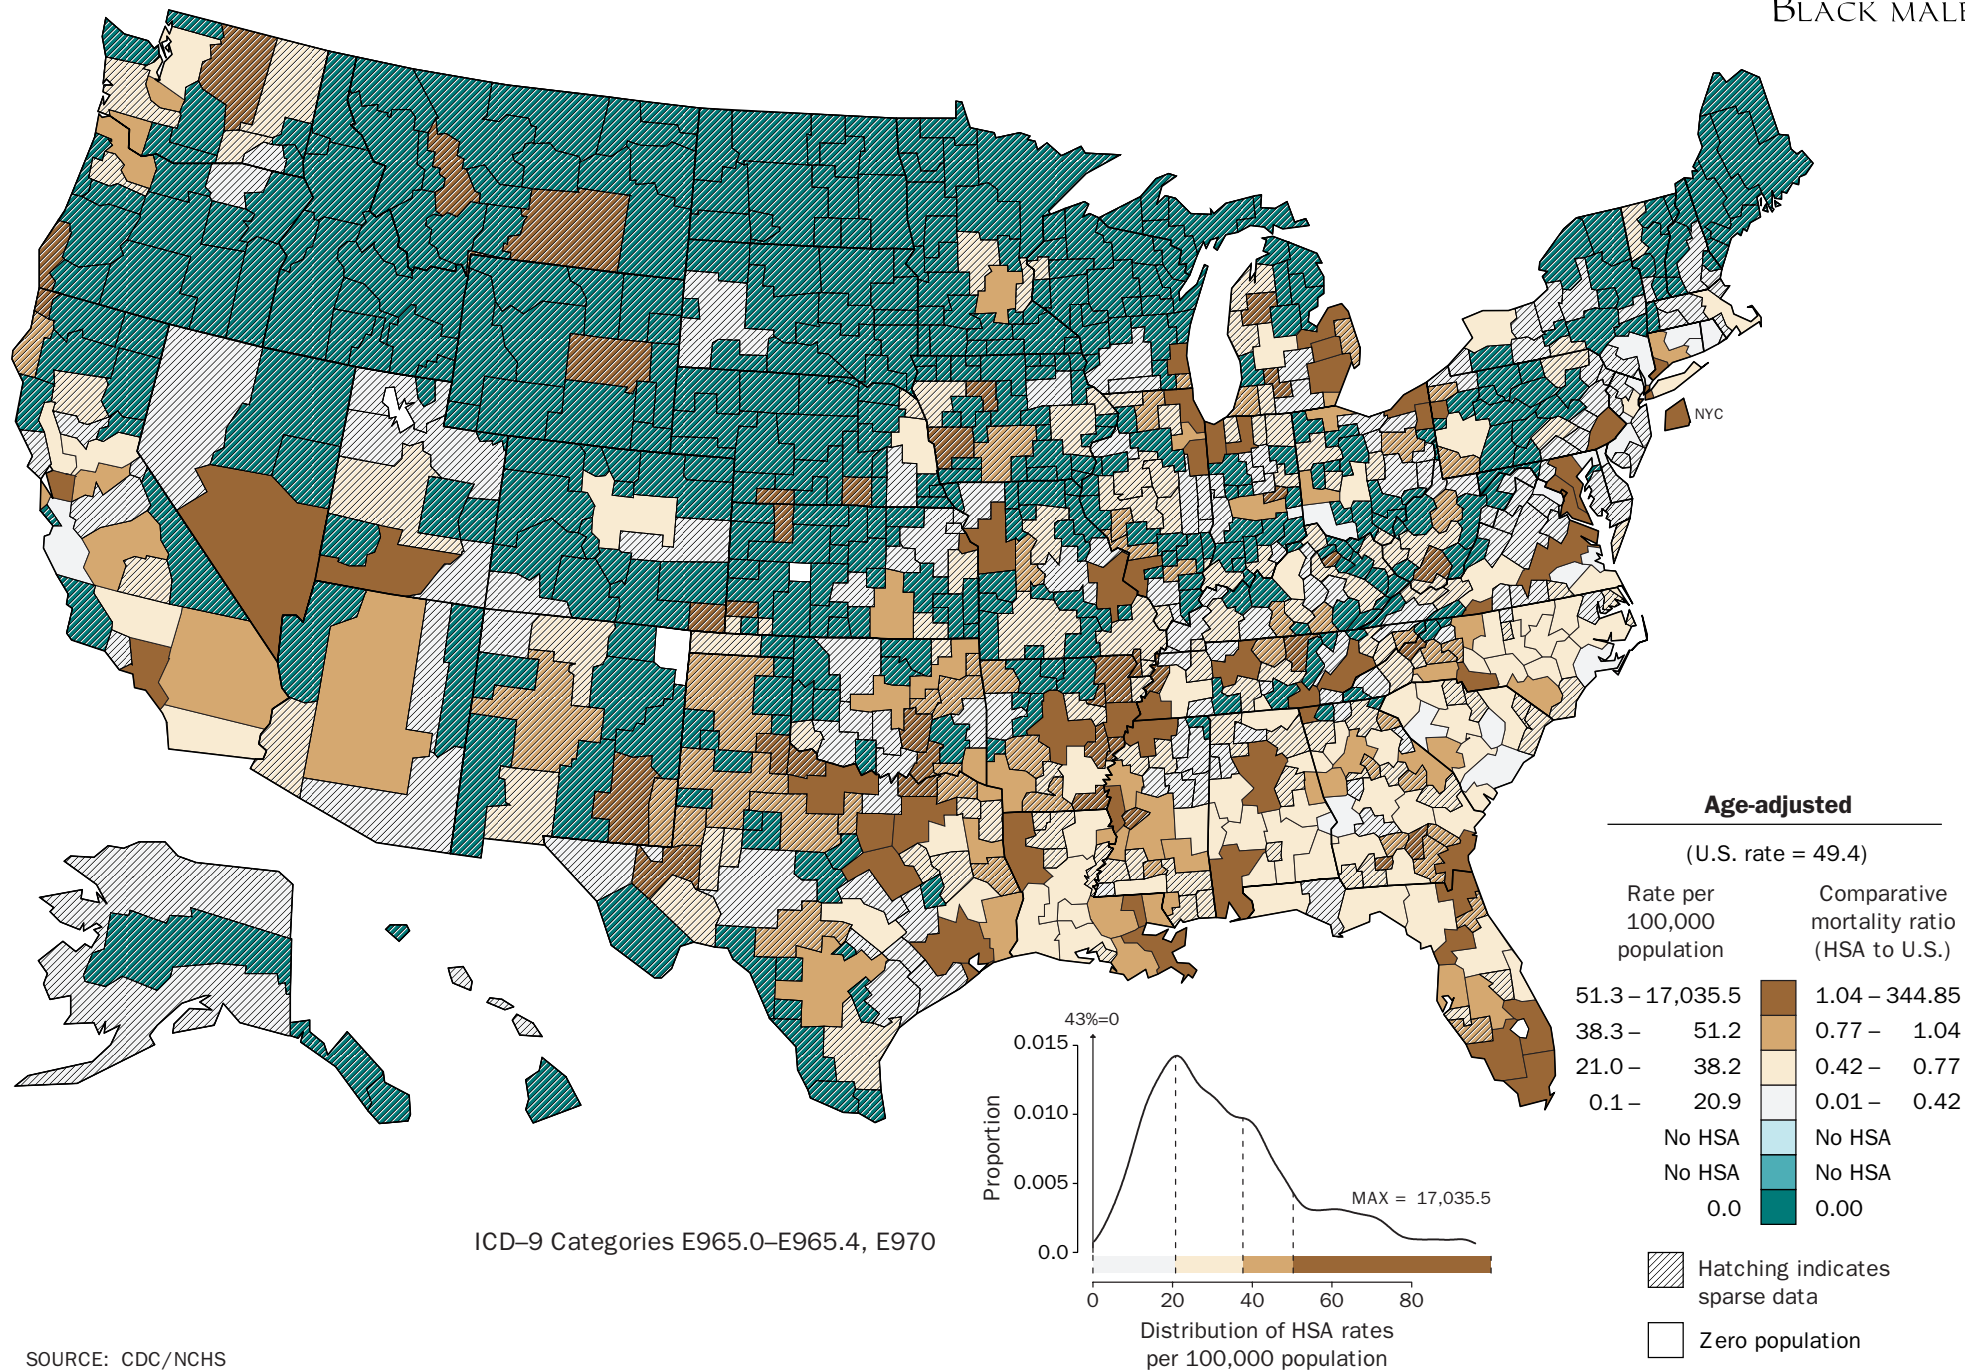 BLACK MALE
NYC
Age-adjusted
(U.S. rate = 49.4)
Rate per
100,000
population
Comparative
mortality ratio
(HSA to U.S.)
51.3 – 17,035.5 1.04 – 344.85
38.3 – 51.2 0.77 – 1.04
21.0 – 38.2 0.42 – 0.77
0.1 – 20.9 0.01 – 0.42
No HSA No HSA
No HSA No HSA
0.0 0.00
Hatching indicates
sparse data
Zero population
43%=0
0.015
0.010
0.005
0.0
Proportion
MAX = 17,035.5
0 20 40 60 80
Distribution of HSA rates
per 100,000 population
ICD–9 Categories E965.0–E965.4, E970
SOURCE: CDC/NCHS